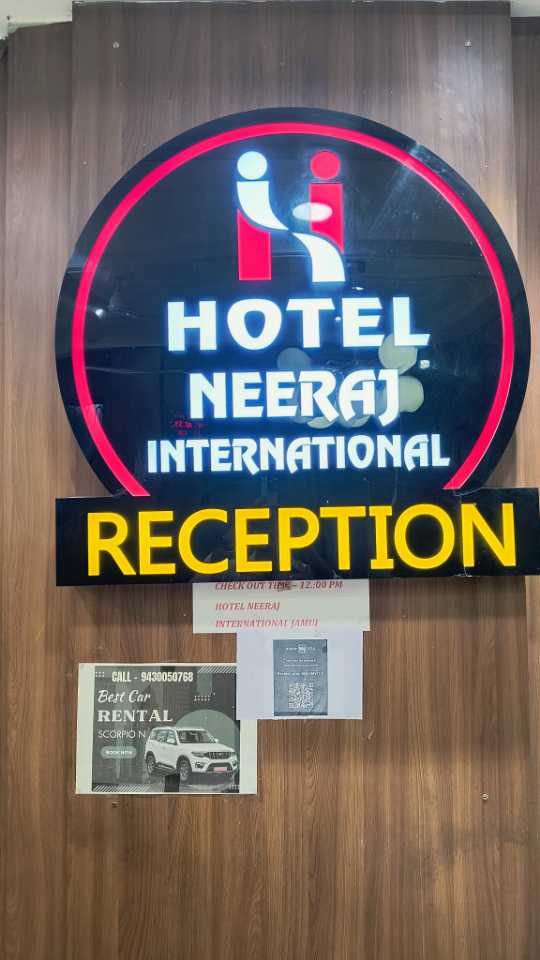 HOTEL
NEERAJ
INTERNATIONAL
RECEPTION
CHECK OUT TIME - 12.:00 PM
HOTEL NEERAJ
INTERNATIONAL JAMUI
CALL - 9430050768
Best Car
RENTAL
SCORPIO N
BOOK NOW